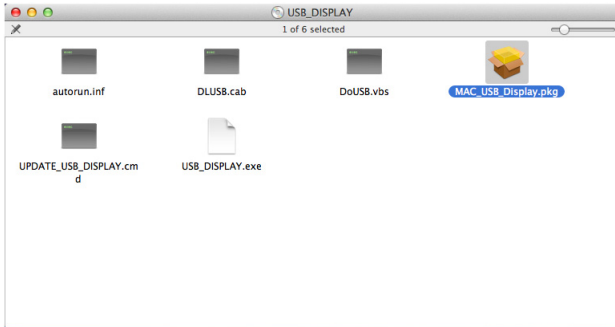 USB_DISPLAY
1 of 6 selected
autorun.inf
DLUSB.cab
DoUSB.vbs
MAC_USB_Display.pkg
UPDATE_USB_DISPLAY.cm
d
USB_DISPLAY.exe